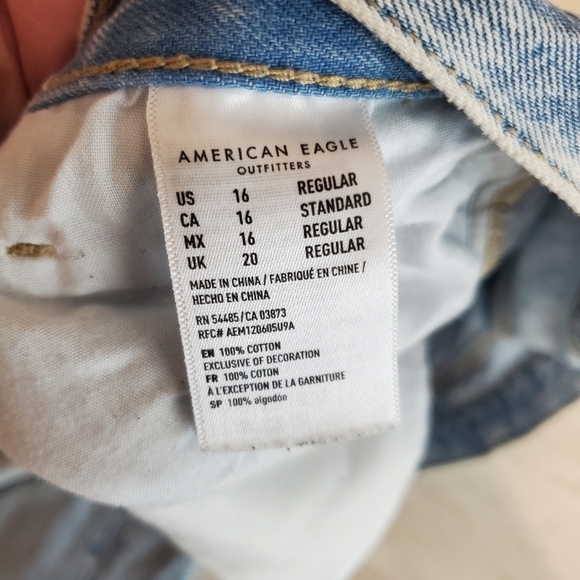 AMERICAN EAGLE
OUTFITTERS
US 16 REGULAR
CA 16 STANDARD
MX 16 REGULAR
UK 20 REGULAR
MADE IN CHINA / FABRIQUÉ EN CHINE /
HECHO EN CHINA
RN 54485/CA 03873
RFC# AEM120605U9A
EN 100% COTTON
EXCLUSIVE OF DECORATION
FR 100% COTON
À L'EXCEPTION DE LA GARNITURE
SP 100% algodón